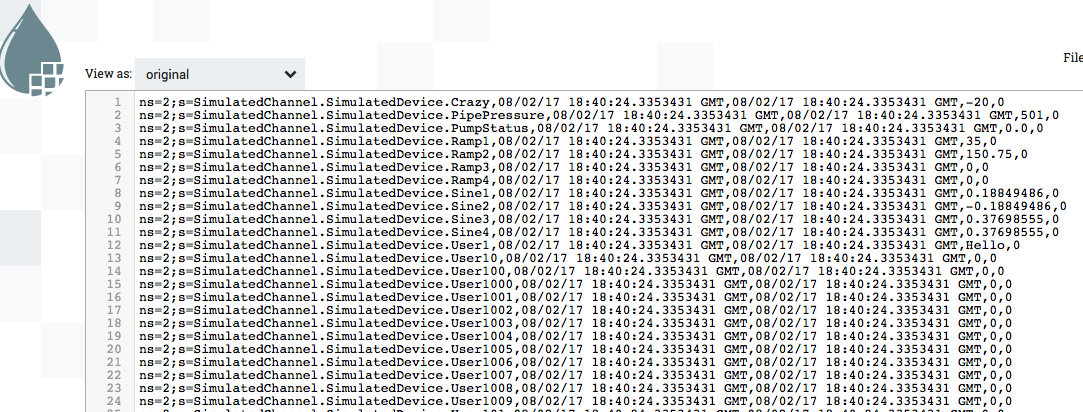 File
View as: original
1 ns=2;s=SimulatedChannel.SimulatedDevice.Crazy,08/02/17 18:40:24.3353431 GMT,08/02/17 18:40:24.3353431 GMT,-20,0
2 ns=2;s=SimulatedChannel.SimulatedDevice.PipePressure,08/02/17 18:40:24.3353431 GMT,08/02/17 18:40:24.3353431 GMT,501,0
3 ns=2;s=SimulatedChannel.SimulatedDevice.PumpStatus,08/02/17 18:40:24.3353431 GMT,08/02/17 18:40:24.3353431 GMT,0.0,0
4 ns=2;s=SimulatedChannel.SimulatedDevice.Ramp1,08/02/17 18:40:24.3353431 GMT,08/02/17 18:40:24.3353431 GMT,35,0
5 ns=2;s=SimulatedChannel.SimulatedDevice.Ramp2,08/02/17 18:40:24.3353431 GMT,08/02/17 18:40:24.3353431 GMT,150.75,0
6 ns=2;s=SimulatedChannel.SimulatedDevice.Ramp3,08/02/17 18:40:24.3353431 GMT,08/02/17 18:40:24.3353431 GMT,0,0
7 ns=2;s=SimulatedChannel.SimulatedDevice.Ramp4,08/02/17 18:40:24.3353431 GMT,08/02/17 18:40:24.3353431 GMT,0,0
8 ns=2;s=SimulatedChannel.SimulatedDevice.Sine1,08/02/17 18:40:24.3353431 GMT,08/02/17 18:40:24.3353431 GMT,0.18849486,0
9 ns=2;s=SimulatedChannel.SimulatedDevice.Sine2,08/02/17 18:40:24.3353431 GMT,08/02/17 18:40:24.3353431 GMT,-0.18849486,0
10 ns=2;s=SimulatedChannel.SimulatedDevice.Sine3,08/02/17 18:40:24.3353431 GMT,08/02/17 18:40:24.3353431 GMT,0.37698555,0
11 ns=2;s=SimulatedChannel.SimulatedDevice.Sine4,08/02/17 18:40:24.3353431 GMT,08/02/17 18:40:24.3353431 GMT,0.37698555,0
12 ns=2;s=SimulatedChannel.SimulatedDevice.User1,08/02/17 18:40:24.3353431 GMT,08/02/17 18:40:24.3353431 GMT,Hello,0
13 ns=2;s=SimulatedChannel.SimulatedDevice.User10,08/02/17 18:40:24.3353431 GMT,08/02/17 18:40:24.3353431 GMT,0,0
14 ns=2;s=SimulatedChannel.SimulatedDevice.User100,08/02/17 18:40:24.3353431 GMT,08/02/17 18:40:24.3353431 GMT,0,0
15 ns=2;s=SimulatedChannel.SimulatedDevice.User1000,08/02/17 18:40:24.3353431 GMT,08/02/17 18:40:24.3353431 GMT,0,0
16 ns=2;s=SimulatedChannel.SimulatedDevice.User1001,08/02/17 18:40:24.3353431 GMT,08/02/17 18:40:24.3353431 GMT,0,0
17 ns=2;s=SimulatedChannel.SimulatedDevice.User1002,08/02/17 18:40:24.3353431 GMT,08/02/17 18:40:24.3353431 GMT,0,0
18 ns=2;s=SimulatedChannel.SimulatedDevice.User1003,08/02/17 18:40:24.3353431 GMT,08/02/17 18:40:24.3353431 GMT,0,0
19 ns=2;s=SimulatedChannel.SimulatedDevice.User1004,08/02/17 18:40:24.3353431 GMT,08/02/17 18:40:24.3353431 GMT,0,0
20 ns=2;s=SimulatedChannel.SimulatedDevice.User1005,08/02/17 18:40:24.3353431 GMT,08/02/17 18:40:24.3353431 GMT,0,0
21 ns=2;s=SimulatedChannel.SimulatedDevice.User1006,08/02/17 18:40:24.3353431 GMT,08/02/17 18:40:24.3353431 GMT,0,0
22 ns=2;s=SimulatedChannel.SimulatedDevice.User1007,08/02/17 18:40:24.3353431 GMT,08/02/17 18:40:24.3353431 GMT,0,0
23 ns=2;s=SimulatedChannel.SimulatedDevice.User1008,08/02/17 18:40:24.3353431 GMT,08/02/17 18:40:24.3353431 GMT,0,0
24 ns=2;s=SimulatedChannel.SimulatedDevice.User1009,08/02/17 18:40:24.3353431 GMT,08/02/17 18:40:24.3353431 GMT,0,0